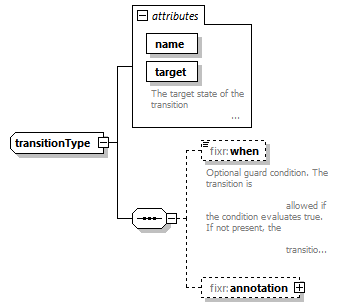 attributes
name
target
The target state of the
transition
...
transitionType
fixr:when
Optional guard condition. The
transition is
allowed if
the condition evaluates true.
If not present, the
transitio...
fixr:annotation